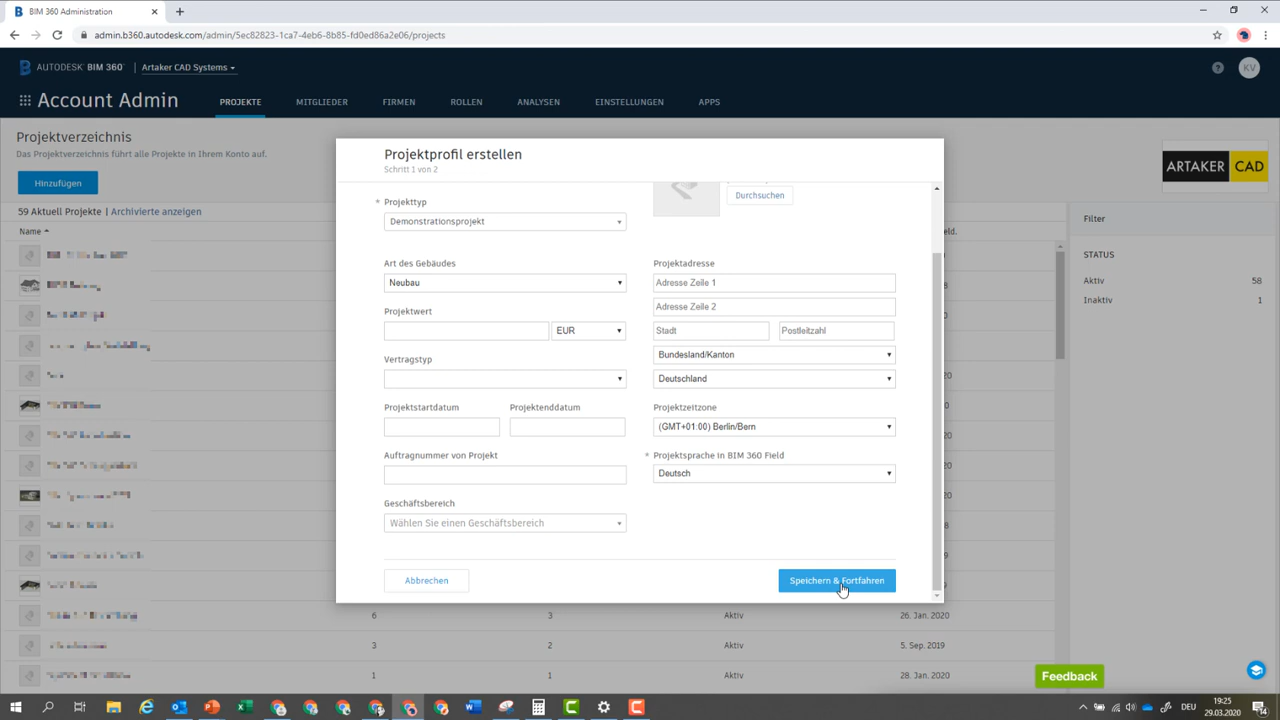 BIM 360 Administration
admin.b360.autodesk.com/admin/5ec82823-1ca7-4eb6-8b85-fd0ed86a2e06/projects
AUTODESK® BIM 360® Artaker CAD Systems
KV
Account Admin PROJEKTE MITGLIEDER FIRMEN ROLLEN ANALYSEN EINSTELLUNGEN APPS
Projektverzeichnis
Das Projektverzeichnis führt alle Projekte in Ihrem Konto auf.
Hinzufügen
ARTAKER CAD
59 Aktuell Projekte | Archivierte anzeigen
Name
Projektprofil erstellen
Schritt 1 von 2
* Projekttyp
Demonstrationsprojekt
Durchsuchen
Art des Gebäudes
Neubau
Projektwert
EUR
Vertragstyp
Projektstartdatum Projektenddatum
Auftragnummer von Projekt
Geschäftsbereich
Wählen Sie einen Geschäftsbereich
Projektadresse
Adresse Zeile 1
Adresse Zeile 2
Stadt Postleitzahl
Bundesland/Kanton
Deutschland
Projektzeitzone
(GMT+01:00) Berlin/Bern
* Projektsprache in BIM 360 Field
Deutsch
Abbrechen Speichern & Fortfahren
Filter
STATUS
Aktiv 58
Inaktiv 1
6 3 Aktiv 26. Jan. 2020
3 2 Aktiv 5. Sep. 2019
1 1 Aktiv 28. Jan. 2020
Feedback
DEU
19:25
29.03.2020
14